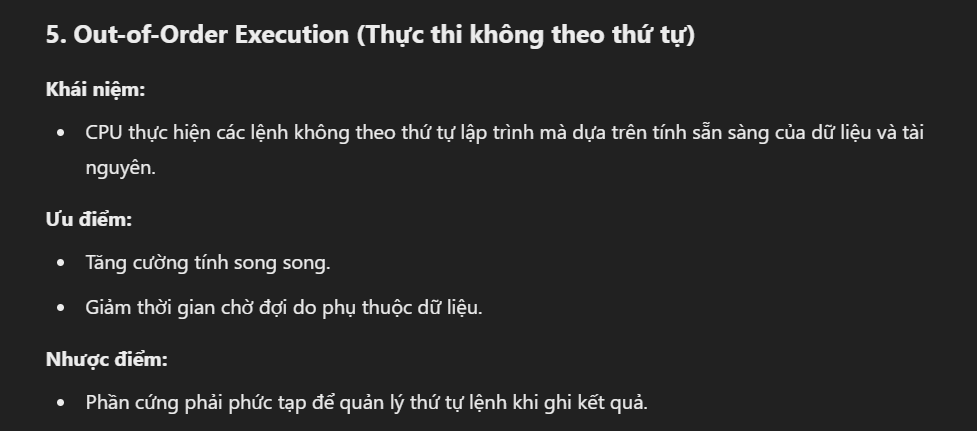 5. Out-of-Order Execution (Thực thi không theo thứ tự)
Khái niệm:
• CPU thực hiện các lệnh không theo thứ tự lập trình mà dựa trên tính sẵn sàng của dữ liệu và tài
nguyên.
Ưu điểm:
• Tăng cường tính song song.
• Giảm thời gian chờ đợi do phụ thuộc dữ liệu.
Nhược điểm:
• Phần cứng phải phức tạp để quản lý thứ tự lệnh khi ghi kết quả.